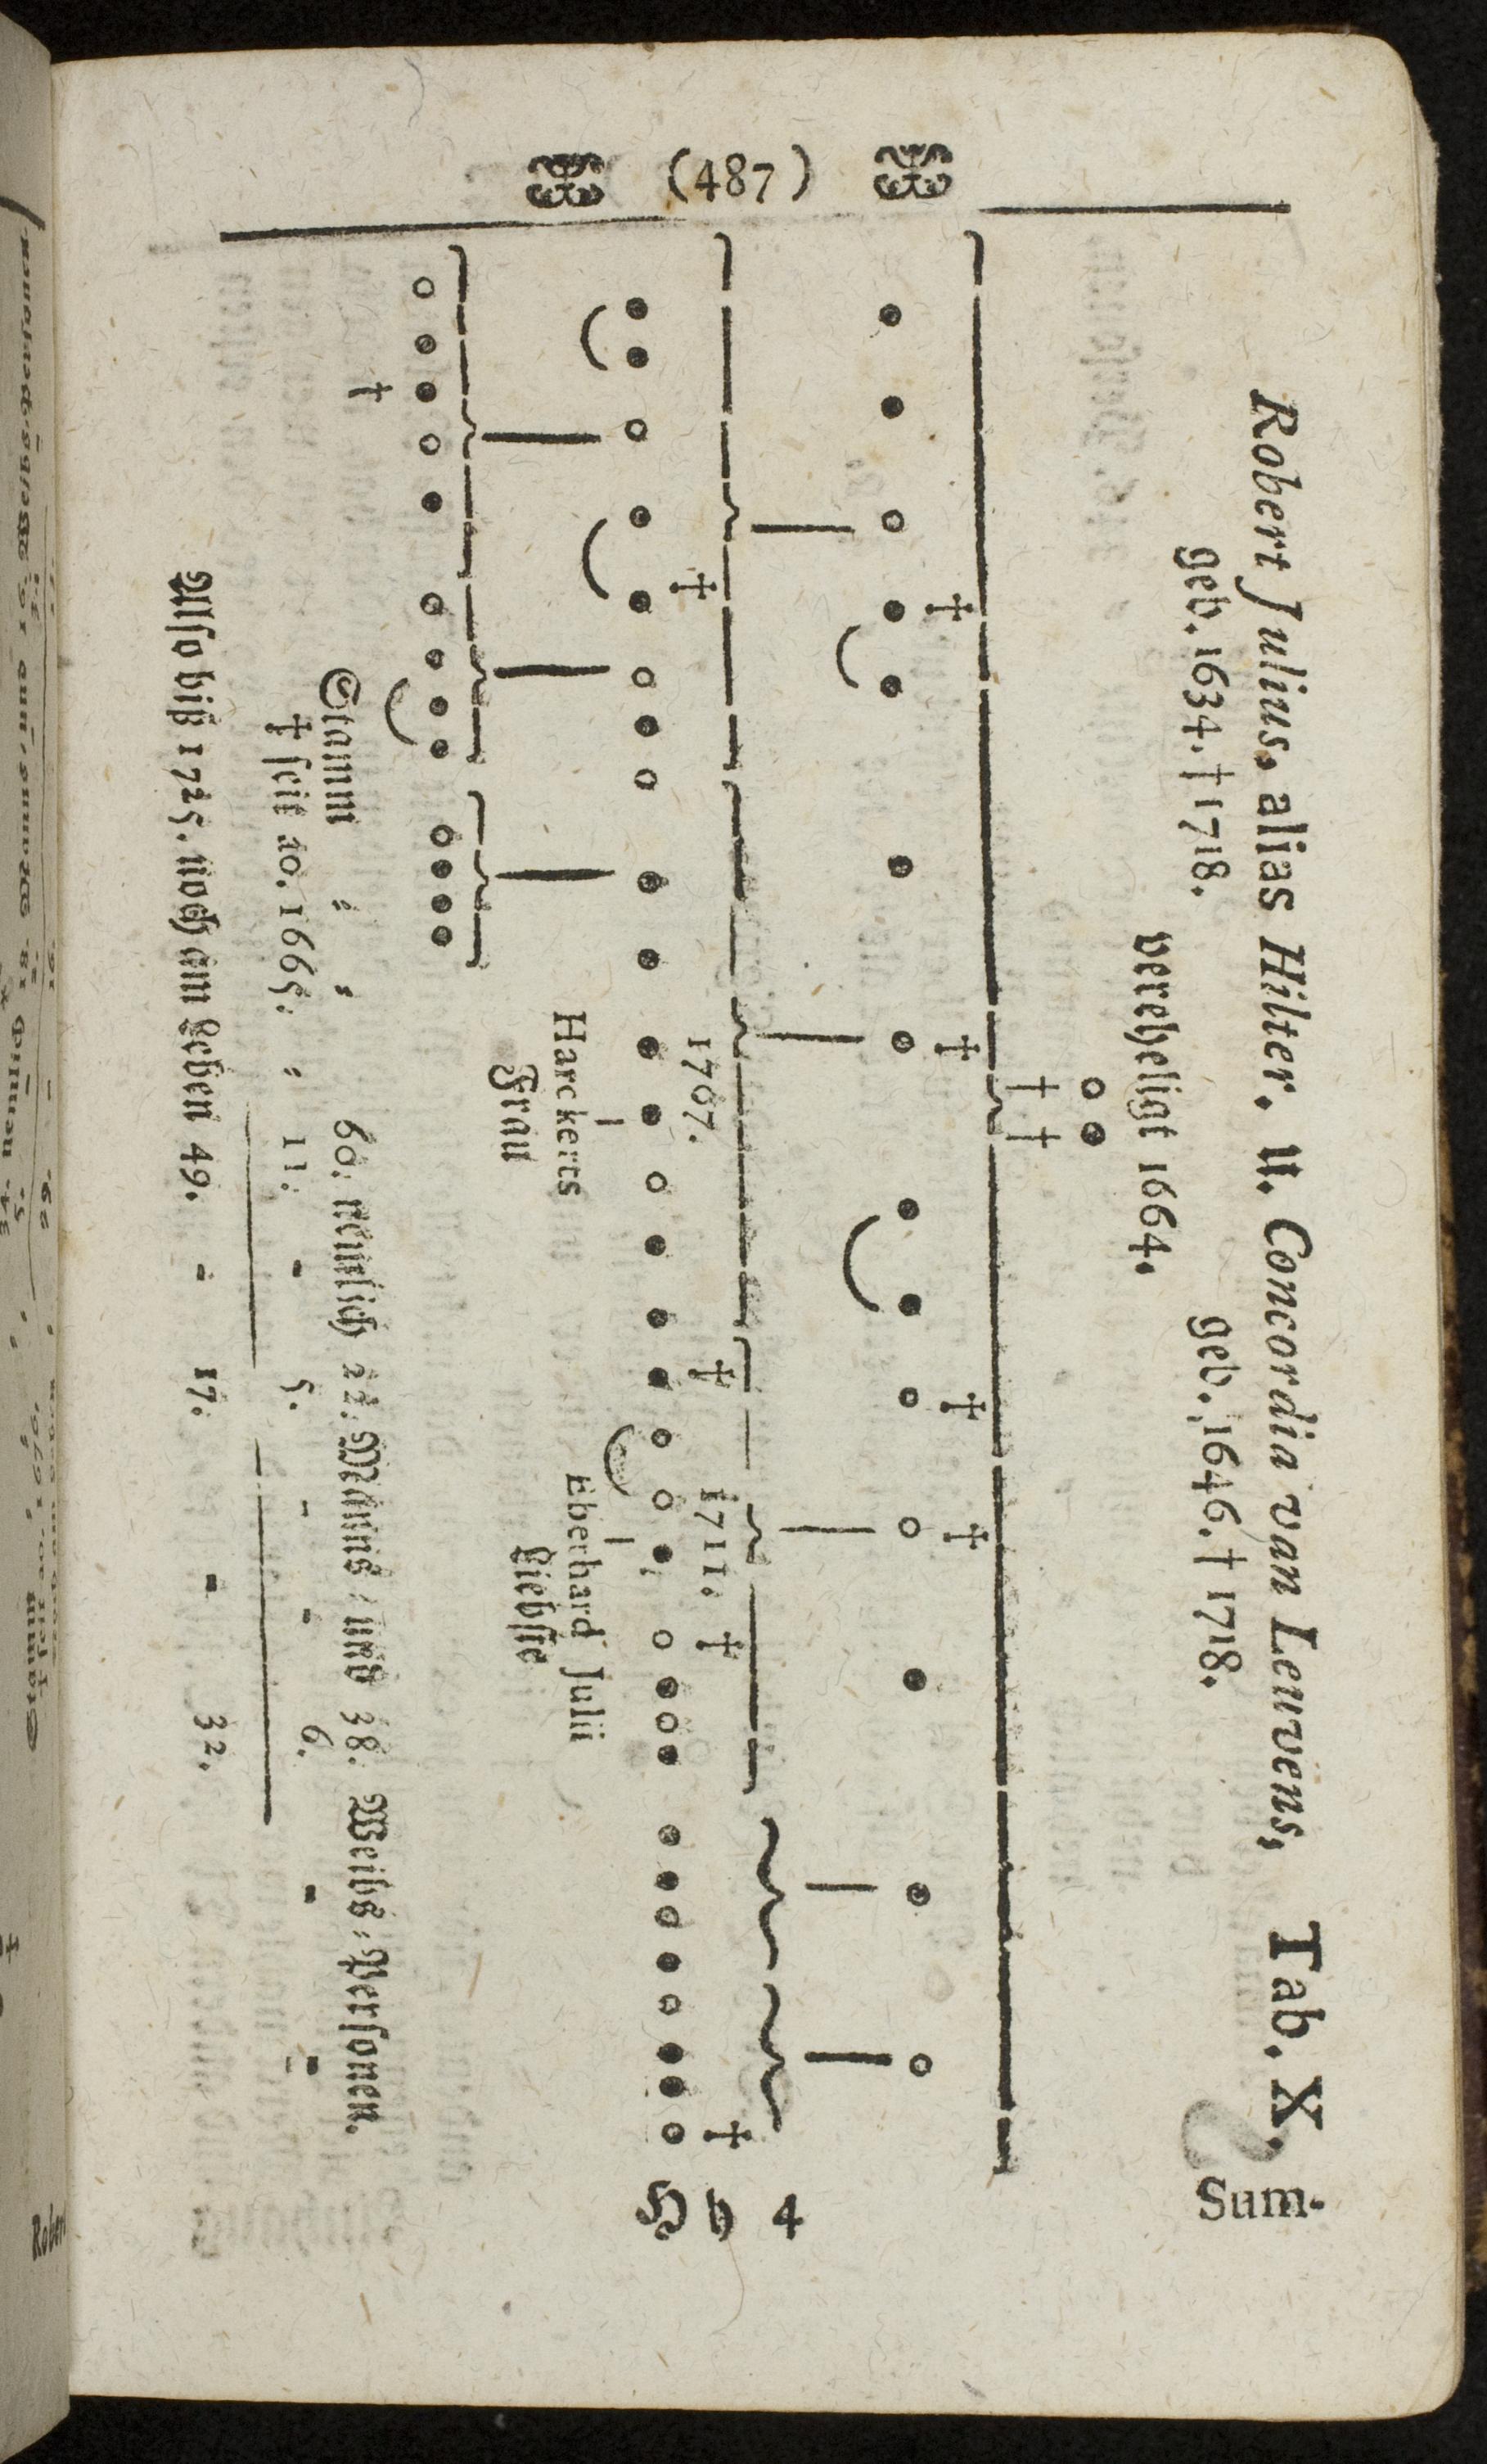 (487)
Robert Julius, alias Hilter, u. Concordia van Leuvens, Tab. X.
geb. 1634. † 1718. geb. 1646. † 1718.
vereheligt 1664.
† †
† † † †
† 1707. † 1711. † †
Harckerts Eberhard Julii
Frau Liebste
†
Stamm = = 60. nemlich 22. Manns- und 38. Weibs-Personen.
† seit ao. 1665. = 11. - 5. - - 6. - -
Also biß 1725. noch am Leben 49. - 17. - 32.
Hh 4
Sum-